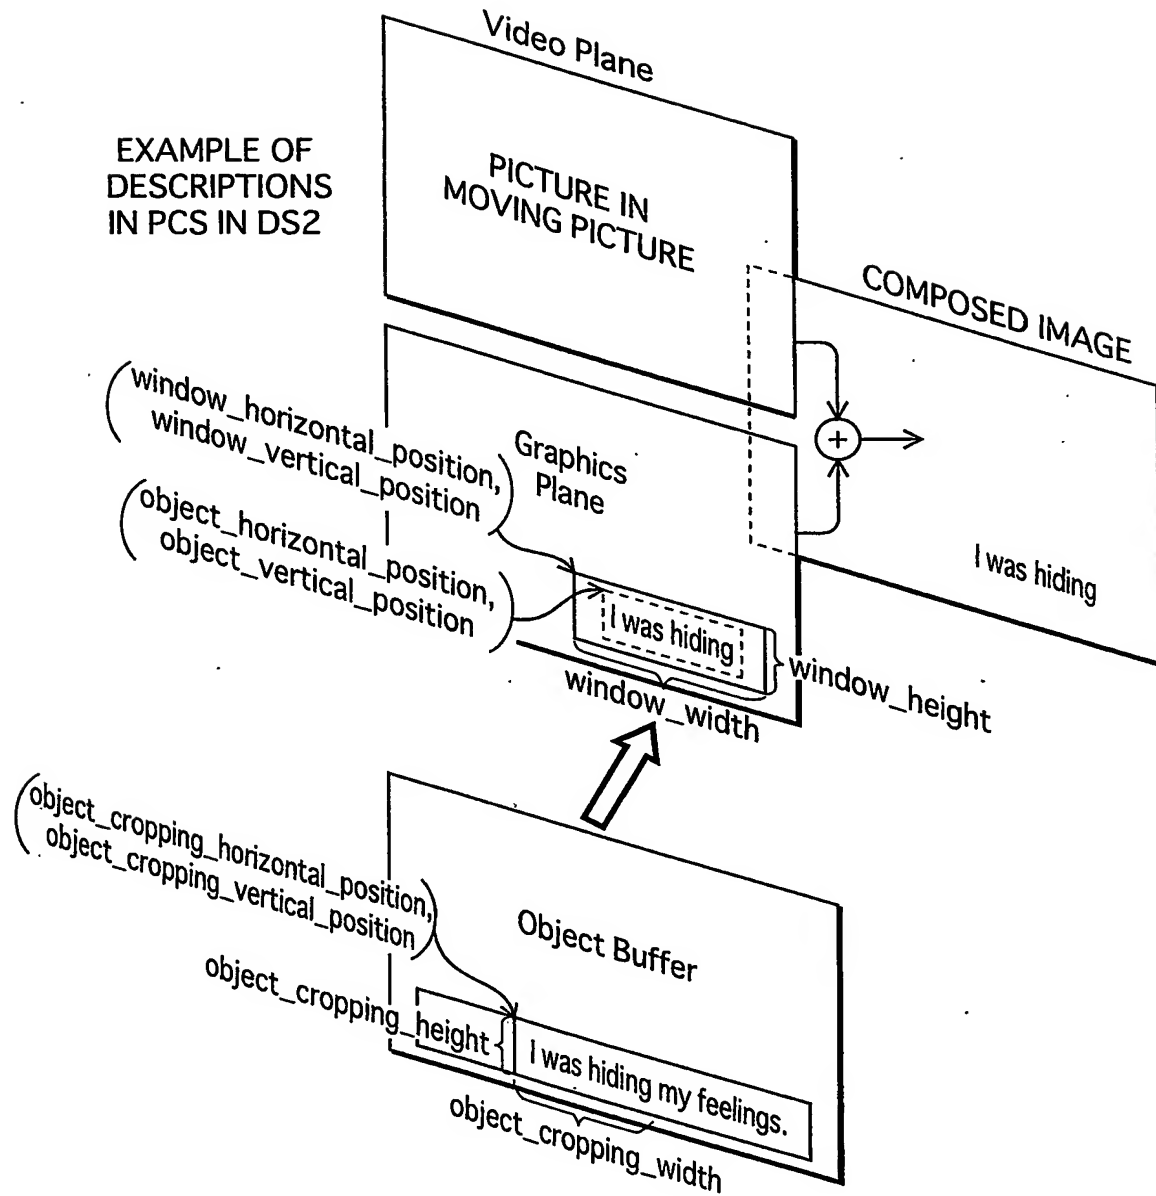 Video Plane
EXAMPLE OF
DESCRIPTIONS
IN PCS IN DS2
PICTURE IN
MOVING PICTURE
COMPOSED IMAGE
(window_horizontal_position,
window_vertical_position)
Graphics
Plane
+
(object_horizontal_position,
object_vertical_position)
I was hiding
I was hiding
window_height
window_width
(object_cropping_horizontal_position,
object_cropping_vertical_position)
Object Buffer
object_cropping_height
I was hiding my feelings.
object_cropping_width